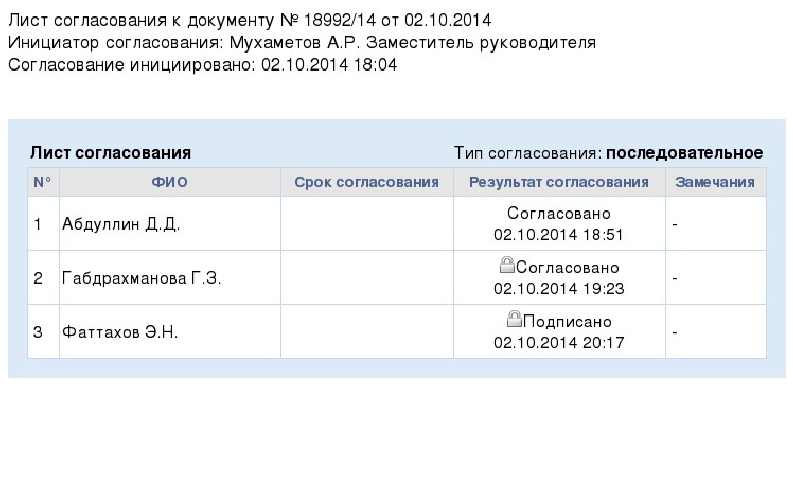 Лист согласования к документу № 18992/14 от 02.10.2014
Инициатор согласования: Мухаметов А.Р. Заместитель руководителя
Согласование инициировано: 02.10.2014 18:04
Лист согласования Тип согласования: последовательное
N° ФИО Срок согласования Результат согласования Замечания
1 Абдуллин Д.Д. Согласовано
02.10.2014 18:51 -
2 Габдрахманова Г.З. Согласовано
02.10.2014 19:23 -
3 Фаттахов Э.Н. Подписано
02.10.2014 20:17 -